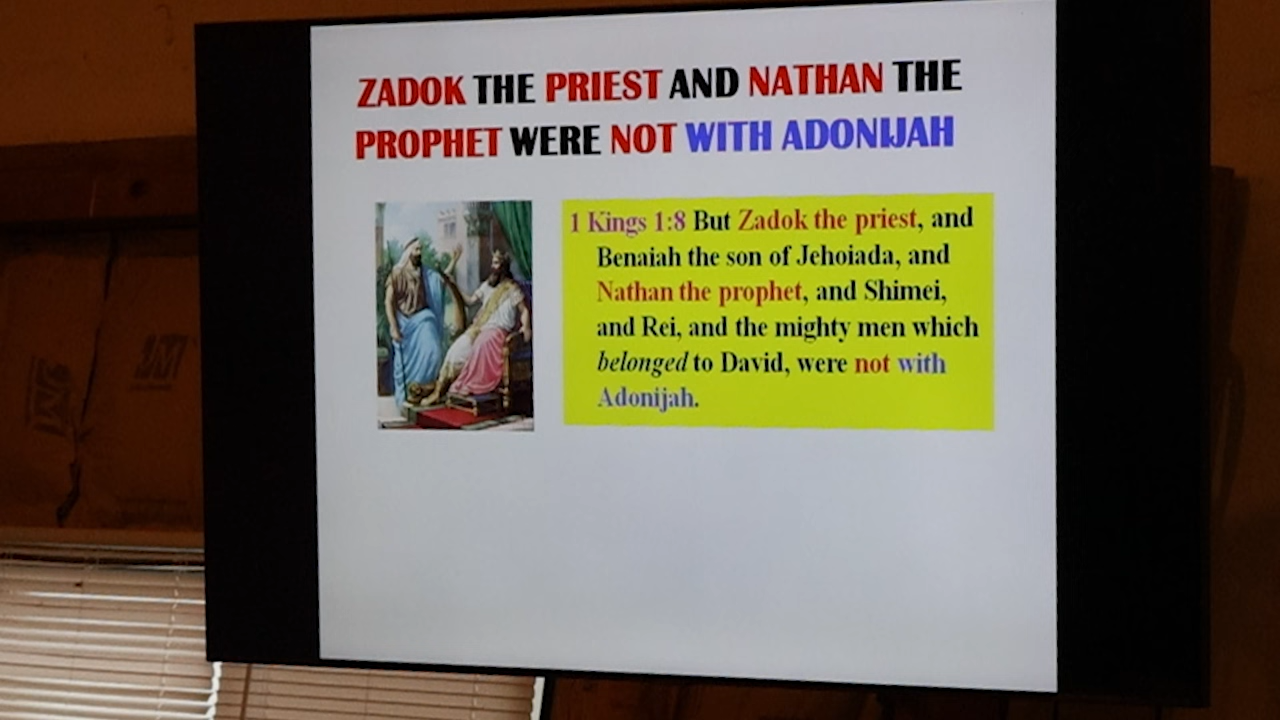 ZADOK THE PRIEST AND NATHAN THE
PROPHET WERE NOT WITH ADONIJAH
1 Kings 1:8 But Zadok the priest, and
Benaiah the son of Jehoiada, and
Nathan the prophet, and Shimei,
and Rei, and the mighty men which
belonged to David, were not with
Adonijah.